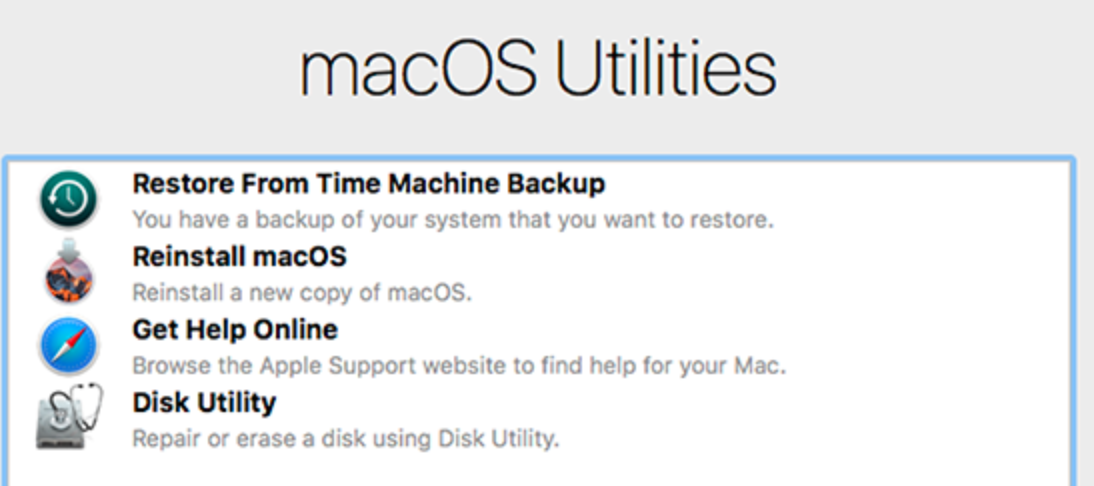 macOS Utilities
Restore From Time Machine Backup
You have a backup of your system that you want to restore.
Reinstall macOS
Reinstall a new copy of macOS.
Get Help Online
Browse the Apple Support website to find help for your Mac.
Disk Utility
Repair or erase a disk using Disk Utility.